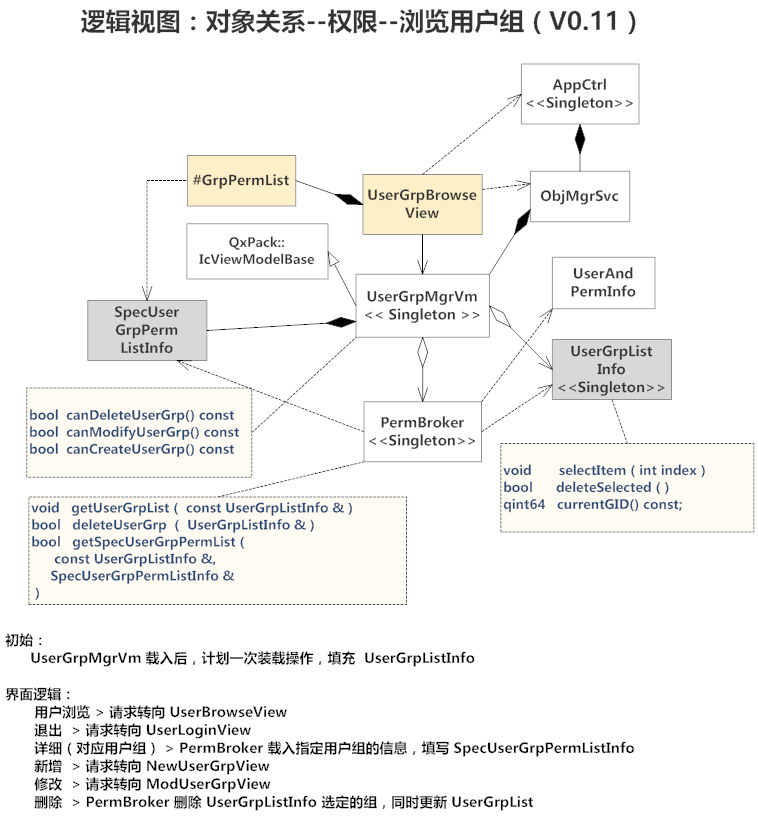 逻辑视图：对象关系--权限--浏览用户组（V0.11）
AppCtrl
<<Singleton>>
#GrpPermList
UserGrpBrowse
View
ObjMgrSvc
QxPack::
IcViewModelBase
UserAnd
PermInfo
UserGrpMgrVm
<< Singleton >>
SpecUser
GrpPerm
ListInfo
UserGrpList
Info
<<Singleton>>
PermBroker
<<Singleton>>
bool canDeleteUserGrp() const
bool canModifyUserGrp() const
bool canCreateUserGrp() const
void selectItem ( int index )
bool deleteSelected ( )
qint64 currentGID() const;
void getUserGrpList ( const UserGrpListInfo & )
bool deleteUserGrp ( UserGrpListInfo & )
bool getSpecUserGrpPermList (
const UserGrpListInfo &,
SpecUserGrpPermListInfo &
)
初始：
UserGrpMgrVm 载入后，计划一次装载操作，填充 UserGrpListInfo
界面逻辑：
用户浏览 > 请求转向 UserBrowseView
退出 > 请求转向 UserLoginView
详细（对应用户组） > PermBroker 载入指定用户组的信息，填写 SpecUserGrpPermListInfo
新增 > 请求转向 NewUserGrpView
修改 > 请求转向 ModUserGrpView
删除 > PermBroker 删除 UserGrpListInfo 选定的组，同时更新 UserGrpList